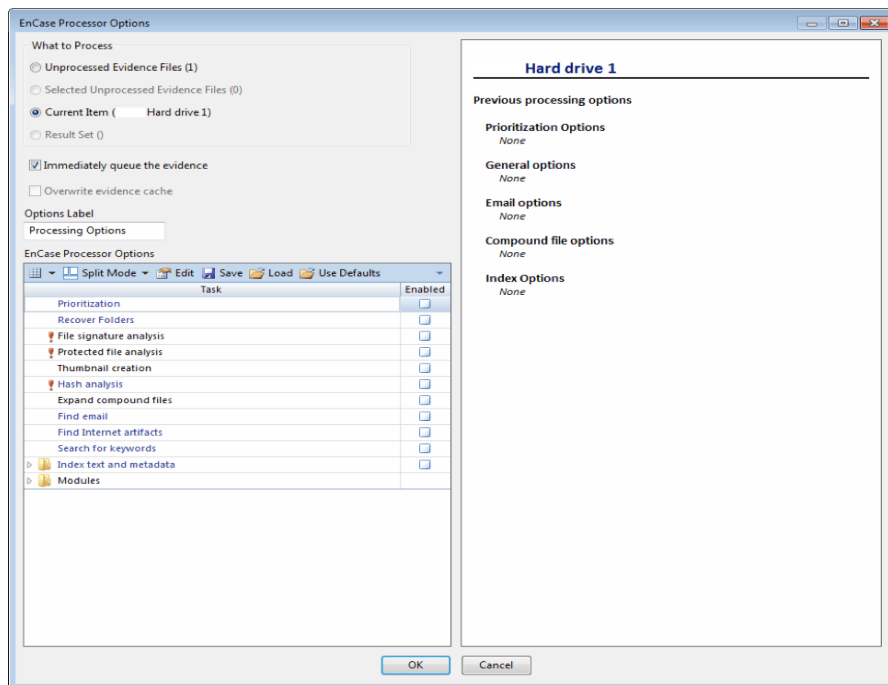 EnCase Processor Options
What to Process
Unprocessed Evidence Files (1)
Selected Unprocessed Evidence Files (0)
Current Item ( Hard drive 1)
Result Set ()
Immediately queue the evidence
Overwrite evidence cache
Options Label
Processing Options
EnCase Processor Options
Split Mode Edit Save Load Use Defaults
Task Enabled
Prioritization
Recover Folders
File signature analysis
Protected file analysis
Thumbnail creation
Hash analysis
Expand compound files
Find email
Find Internet artifacts
Search for keywords
Index text and metadata
Modules
Hard drive 1
Previous processing options
Prioritization Options
None
General options
None
Email options
None
Compound file options
None
Index Options
None
OK Cancel